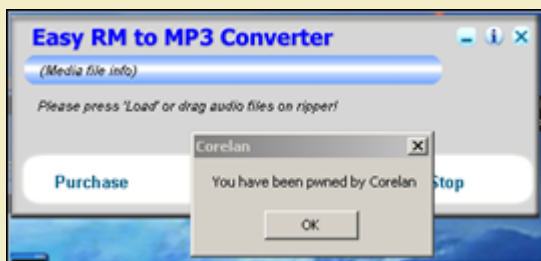 Easy RM to MP3 Converter
(Media file info)
Please press 'Load' or drag audio files on ripper!
Corelan
You have been pwned by Corelan
Purchase
Stop
OK